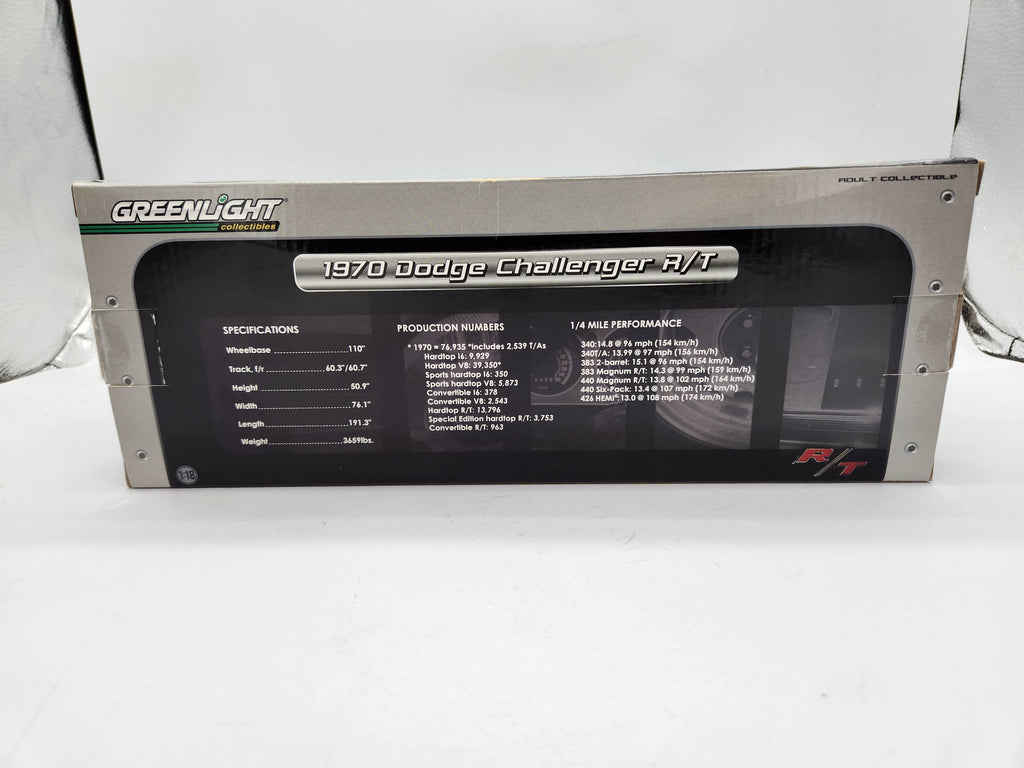 GREENLiGHT®
collectibles
ADULT COLLECTIBLE
1970 Dodge Challenger R/T
SPECIFICATIONS
Wheelbase ........................110"
Track, f/r ..................60.3"/60.7"
Height ............................50.9"
Width ..............................76.1"
Length ............................191.3"
Weight ........................3659lbs.
PRODUCTION NUMBERS
* 1970 = 76,935 *includes 2,539 T/As
Hardtop I6: 9,929
Hardtop V8: 39,350*
Sports hardtop I6: 350
Sports hardtop V8: 5,873
Convertible I6: 378
Convertible V8: 2,543
Hardtop R/T: 13,796
Special Edition hardtop R/T: 3,753
Convertible R/T: 963
1/4 MILE PERFORMANCE
340:14.8 @ 96 mph (154 km/h)
340T/A: 13.99 @ 97 mph (156 km/h)
383 2-barrel: 15.1 @ 96 mph (154 km/h)
383 Magnum R/T: 14.3 @ 99 mph (159 km/h)
440 Magnum R/T: 13.8 @ 102 mph (164 km/h)
440 Six-Pack: 13.4 @ 107 mph (172 km/h)
426 HEMI®:13.0 @ 108 mph (174 km/h)
1:18
R/T